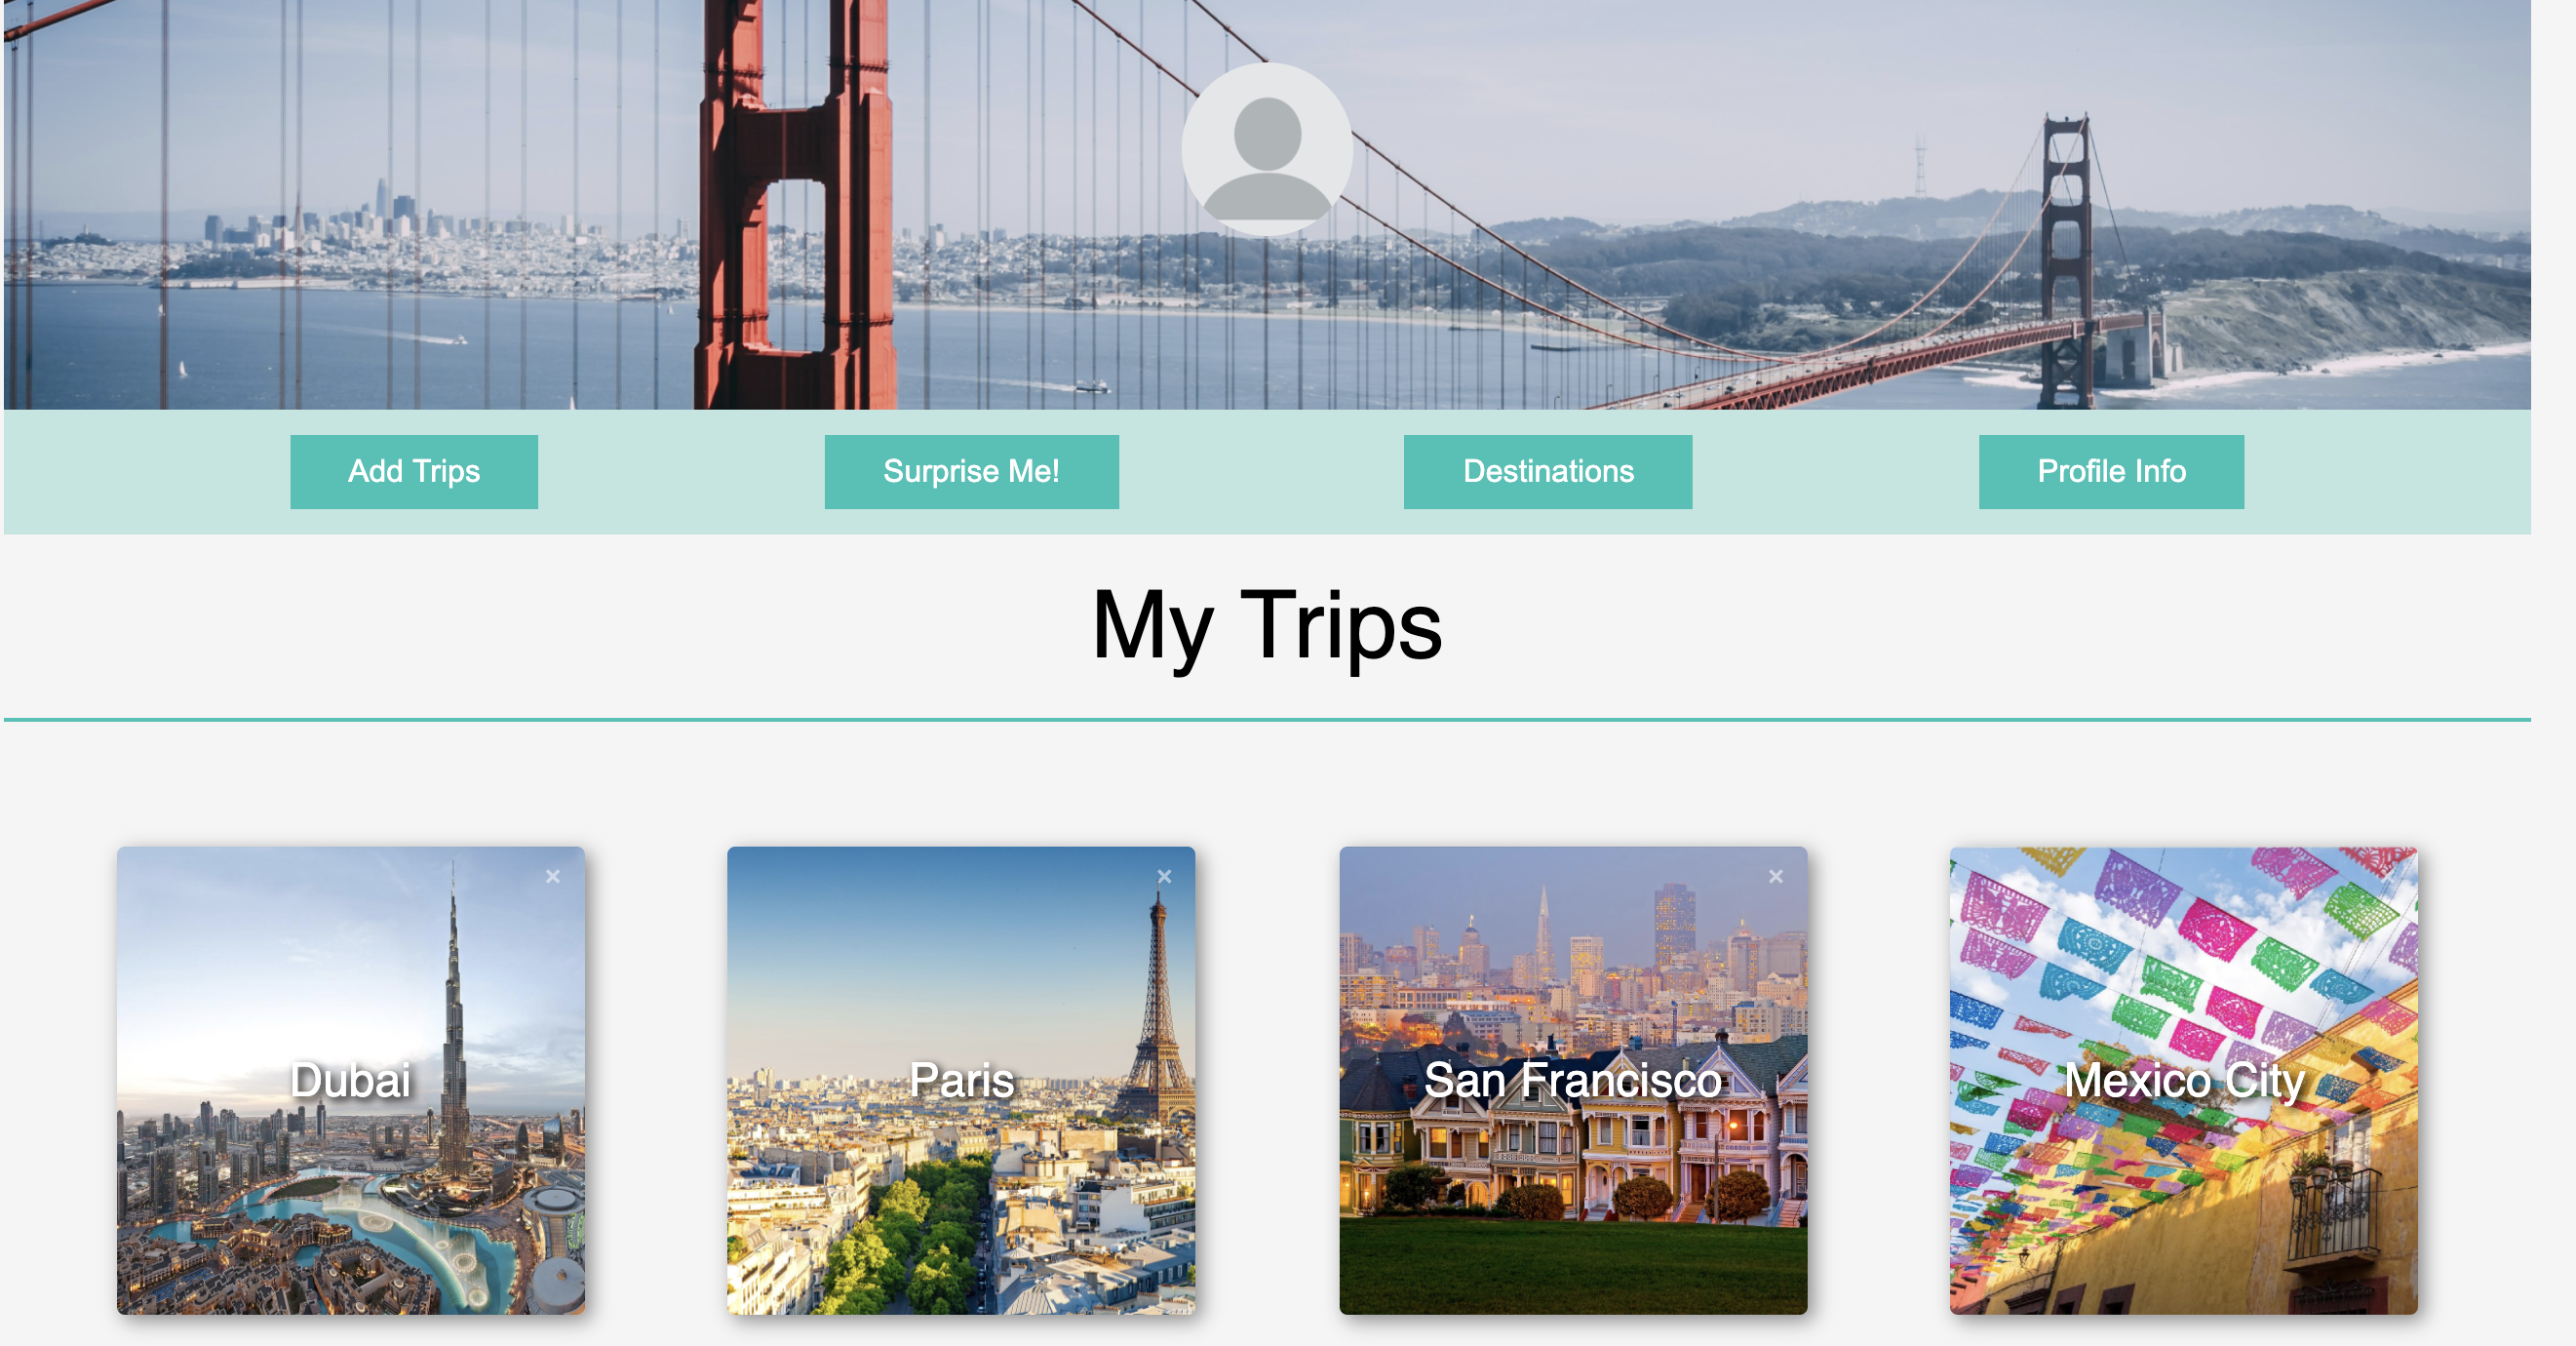 Add Trips
Surprise Me!
Destinations
Profile Info
My Trips
Dubai
Paris
San Francisco
Mexico City